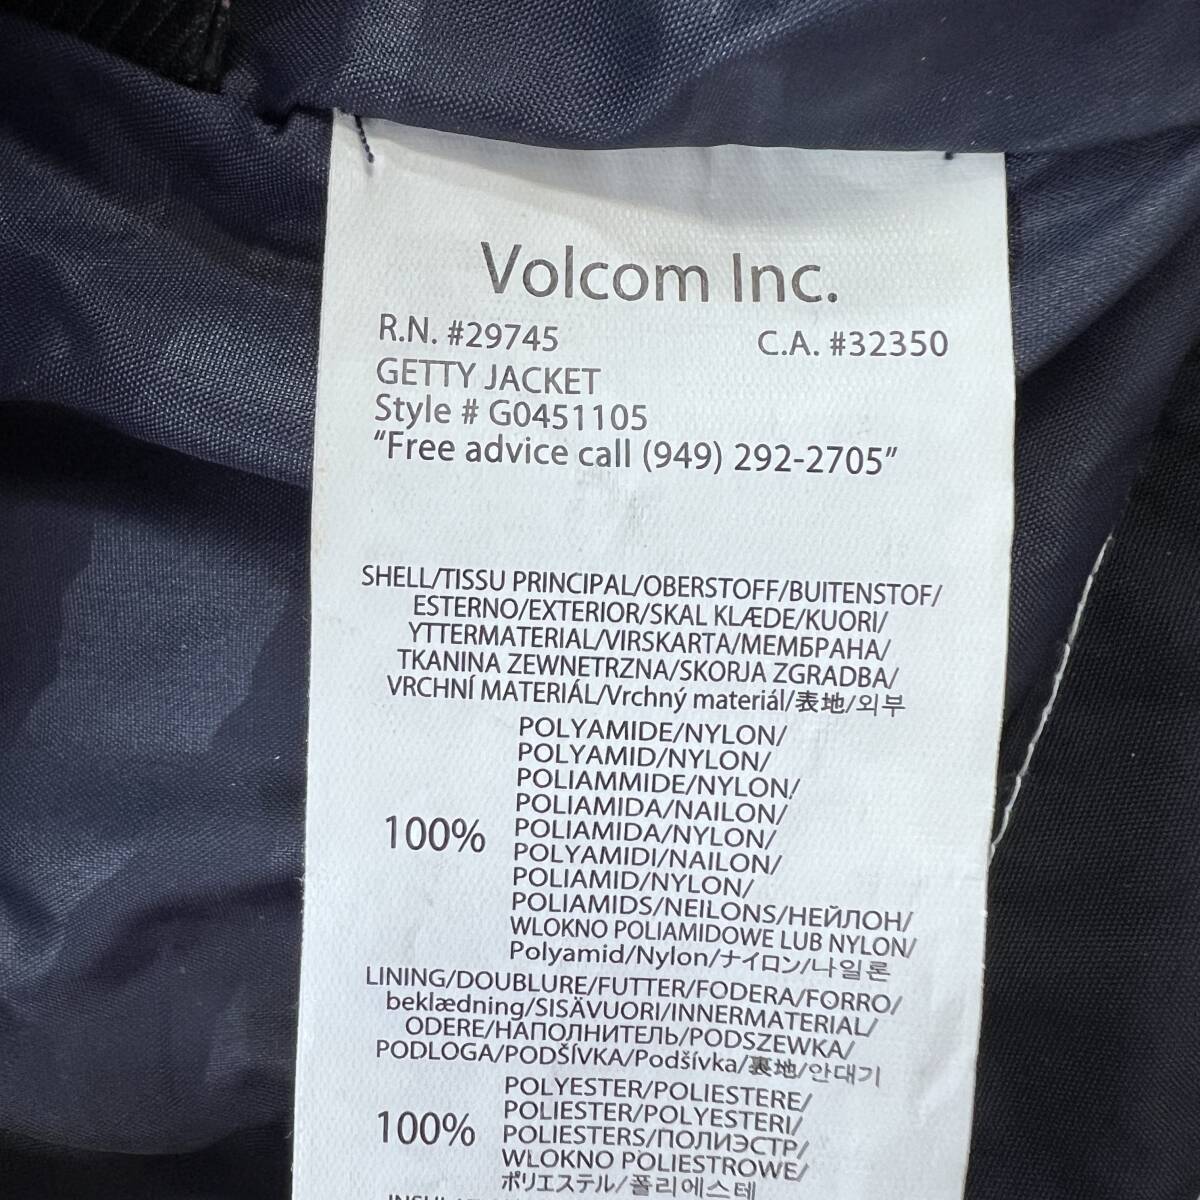 Volcom Inc.
R.N. #29745 C.A. #32350
GETTY JACKET
Style # G0451105
“Free advice call (949) 292-2705”
SHELL/TISSU PRINCIPAL/OBERSTOFF/BUITENSTOF/
ESTERNO/EXTERIOR/SKAL KLÆDE/KUORI/
YTTERMATERIAL/VIRSKARTA/МЕМБРАНА/
TKANINA ZEWNETRZNA/SKORJA ZGRADBA/
VRCHNÍ MATERIÁL/Vrchný materiál/表地/외부
POLYAMIDE/NYLON/
POLYAMID/NYLON/
POLIAMMIDE/NYLON/
POLIAMIDA/NAILON/
100% POLIAMIDA/NYLON/
POLYAMIDI/NAILON/
POLIAMID/NYLON/
POLIAMIDS/NEILONS/НЕЙЛОН/
WLOKNO POLIAMIDOWE LUB NYLON/
Polyamid/Nylon/ナイロン/나일론
LINING/DOUBLURE/FUTTER/FODERA/FORRO/
beklædning/SISÄVUORI/INNERMATERIAL/
ODERE/НАПОЛНИТЕЛЬ/PODSZEWKA/
PODLOGA/PODŠÍVKA/Podšívka/裏地/안대기
POLYESTER/POLIESTERE/
100% POLIESTER/POLYESTERI/
POLIESTERS/ПОЛИЭСТР/
WLOKNO POLIESTROWE/
ポリエステル/폴리에스테